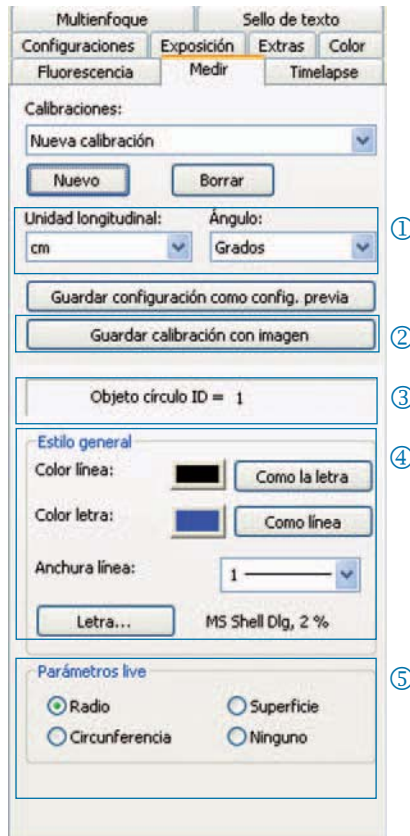 Multienfoque Sello de texto
Configuraciones Exposición Extras Color
Fluorescencia Medir Timelapse
Calibraciones:
Nueva calibración
Nuevo Borrar
Unidad longitudinal: Ángulo:
cm Grados
①
Guardar configuración como config. previa
Guardar calibración con imagen
②
Objeto círculo ID = 1
③
Estilo general
④
Color línea: Como la letra
Color letra: Como línea
Anchura línea: 1
Letra... MS Shell Dlg, 2 %
Parámetros live
⑤
Radio Superficie
Circunferencia Ninguno